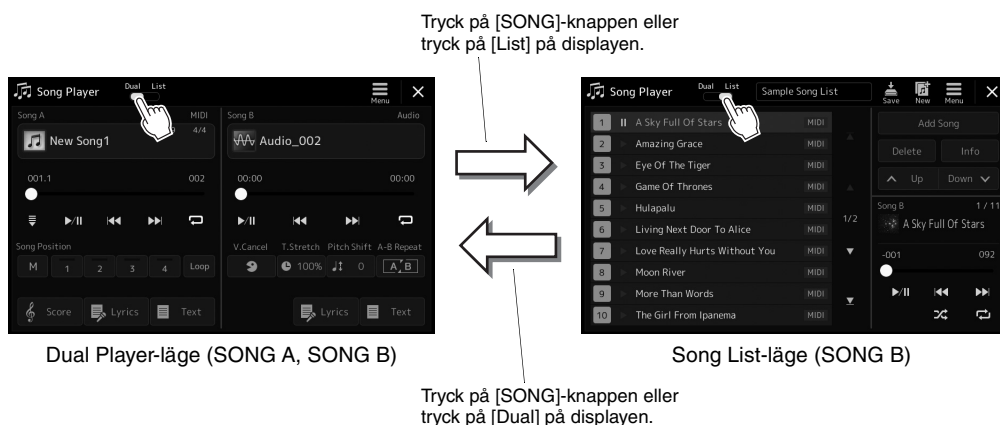 Tryck på [SONG]-knappen eller
tryck på [List] på displayen.
Song Player
Dual List
Menu
Song A
MIDI
4/4
New Song1
001.1
002
Song Position
M 1 2 3 4 Loop
Score Lyrics Text
Song B
Audio
Audio_002
00:00
00:00
V.Cancel T.Stretch Pitch Shift A-B Repeat
100% 0 A B
Lyrics Text
Dual Player-läge (SONG A, SONG B)
Song Player
Dual List
Sample Song List
Save New Menu
1 A Sky Full Of Stars MIDI
2 Amazing Grace MIDI
3 Eye Of The Tiger MIDI
4 Game Of Thrones MIDI
5 Hulapalu MIDI
6 Living Next Door To Alice MIDI
7 Love Really Hurts Without You MIDI
8 Moon River MIDI
9 More Than Words MIDI
10 The Girl From Ipanema MIDI
1/2
Add Song
Delete Info
Up Down
Song B 1 / 11
A Sky Full Of Stars
-001 092
Song List-läge (SONG B)
Tryck på [SONG]-knappen eller
tryck på [Dual] på displayen.